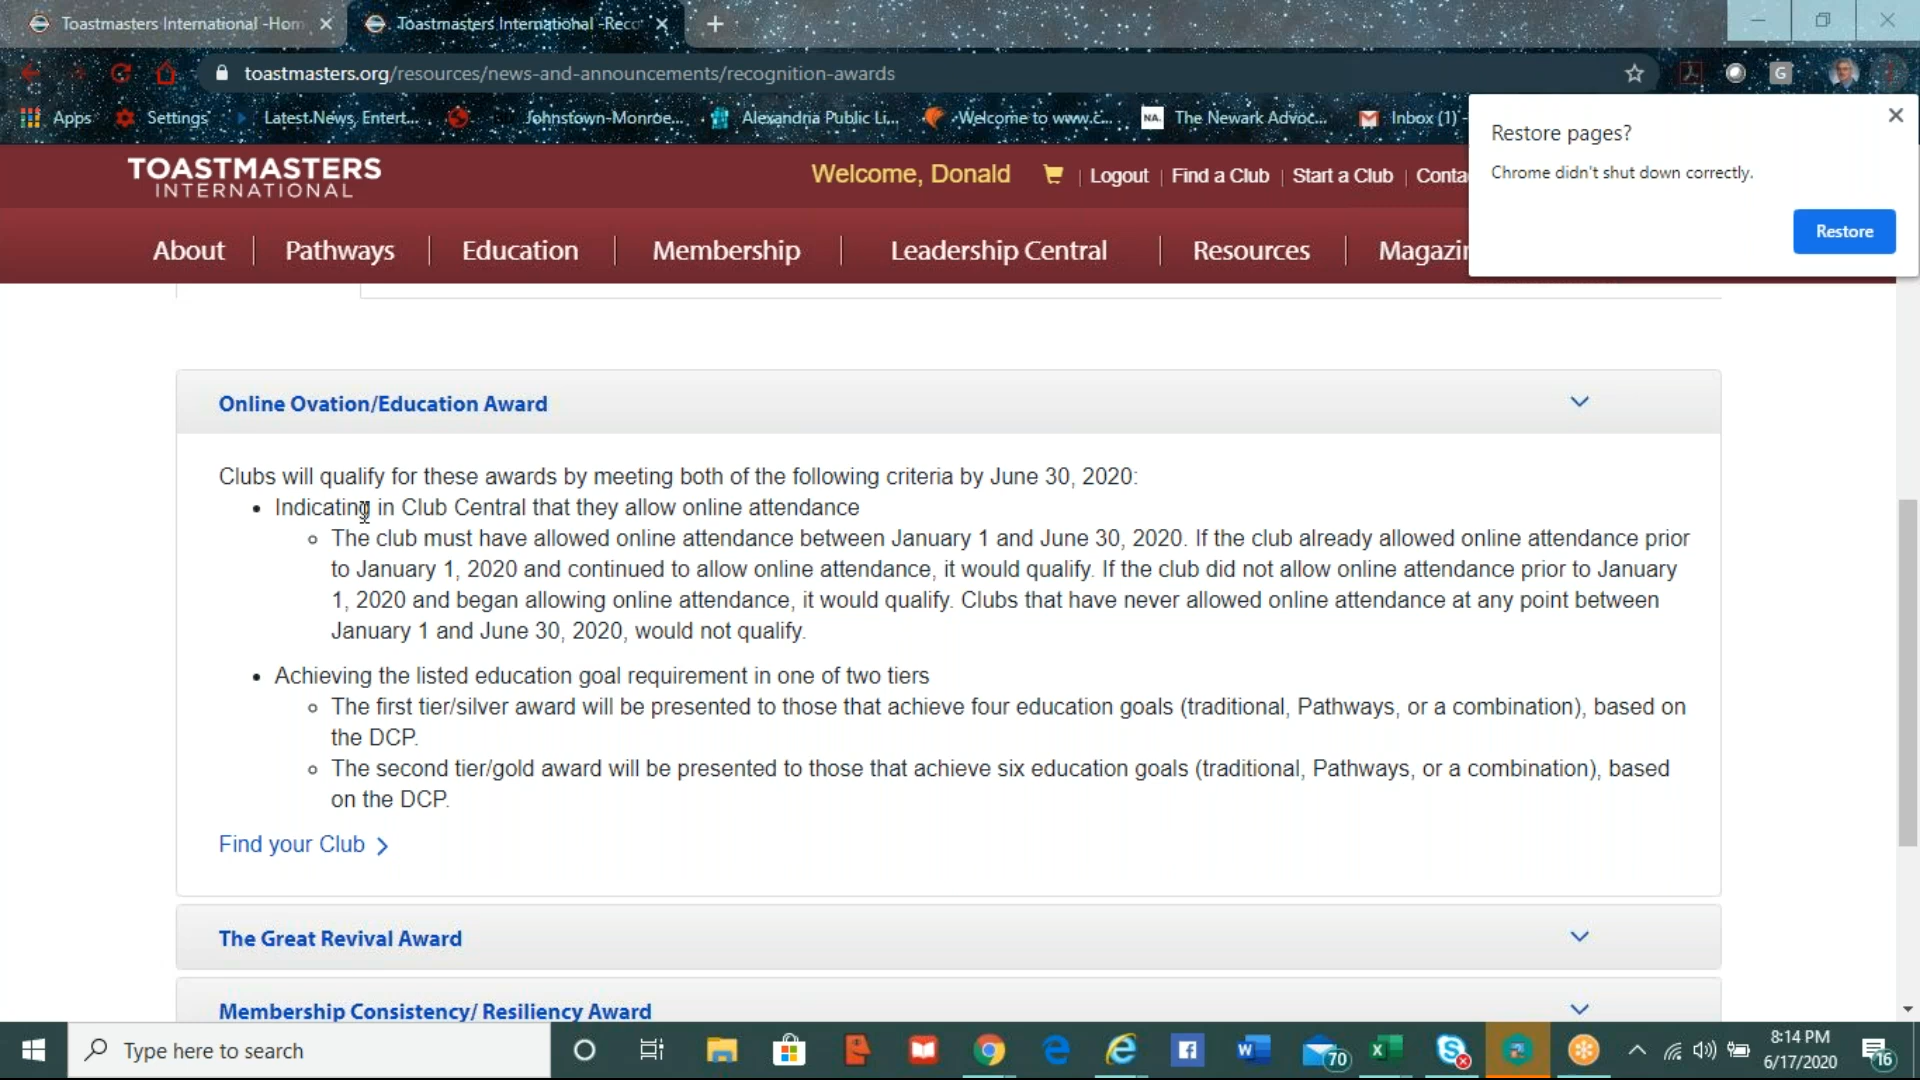 Toastmasters International -Hom
Toastmasters International -Reco
toastmasters.org/resources/news-and-announcements/recognition-awards
Apps
Settings
Latest News, Entert...
Johnstown-Monroe...
Alexandria Public Li...
Welcome to www.c...
NA.
The Newark Advoc...
Inbox (1) -
G
Restore pages?
Chrome didn't shut down correctly.
Restore
TOASTMASTERS
INTERNATIONAL
Welcome, Donald
Logout | Find a Club | Start a Club | Conta
About
Pathways
Education
Membership
Leadership Central
Resources
Magazin
Online Ovation/Education Award
Clubs will qualify for these awards by meeting both of the following criteria by June 30, 2020:
• Indicating in Club Central that they allow online attendance
The club must have allowed online attendance between January 1 and June 30, 2020. If the club already allowed online attendance prior
to January 1, 2020 and continued to allow online attendance, it would qualify. If the club did not allow online attendance prior to January
1, 2020 and began allowing online attendance, it would qualify. Clubs that have never allowed online attendance at any point between
January 1 and June 30, 2020, would not qualify.
• Achieving the listed education goal requirement in one of two tiers
The first tier/silver award will be presented to those that achieve four education goals (traditional, Pathways, or a combination), based on
the DCP.
The second tier/gold award will be presented to those that achieve six education goals (traditional, Pathways, or a combination), based
on the DCP.
Find your Club >
The Great Revival Award
Membership Consistency/ Resiliency Award
Type here to search
70
8:14 PM
6/17/2020
16